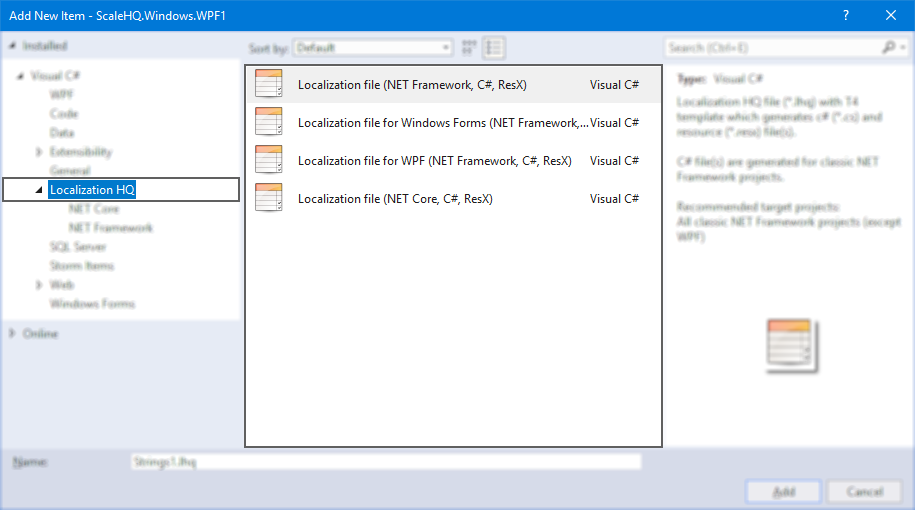 Add New Item - ScaleHQ.Windows.WPF1
Installed
Sort by: Default
Search (Ctrl+E)
Visual C#
WPF
Code
Data
Extensibility
General
Localization HQ
NET Core
NET Framework
SQL Server
Storm Items
Web
Windows Forms
Online
Localization file (NET Framework, C#, ResX) Visual C#
Localization file for Windows Forms (NET Framework,... Visual C#
Localization file for WPF (NET Framework, C#, ResX) Visual C#
Localization file (NET Core, C#, ResX) Visual C#
Type: Visual C#
Localization HQ file (*.lhq) with T4
template which generates c# (*.cs) and
resource (*.resx) file(s).
C# file(s) are generated for classic NET
Framework projects.
Recommended target projects:
All classic NET Framework projects (except
WPF)
Name: Strings1.lhq
Add
Cancel